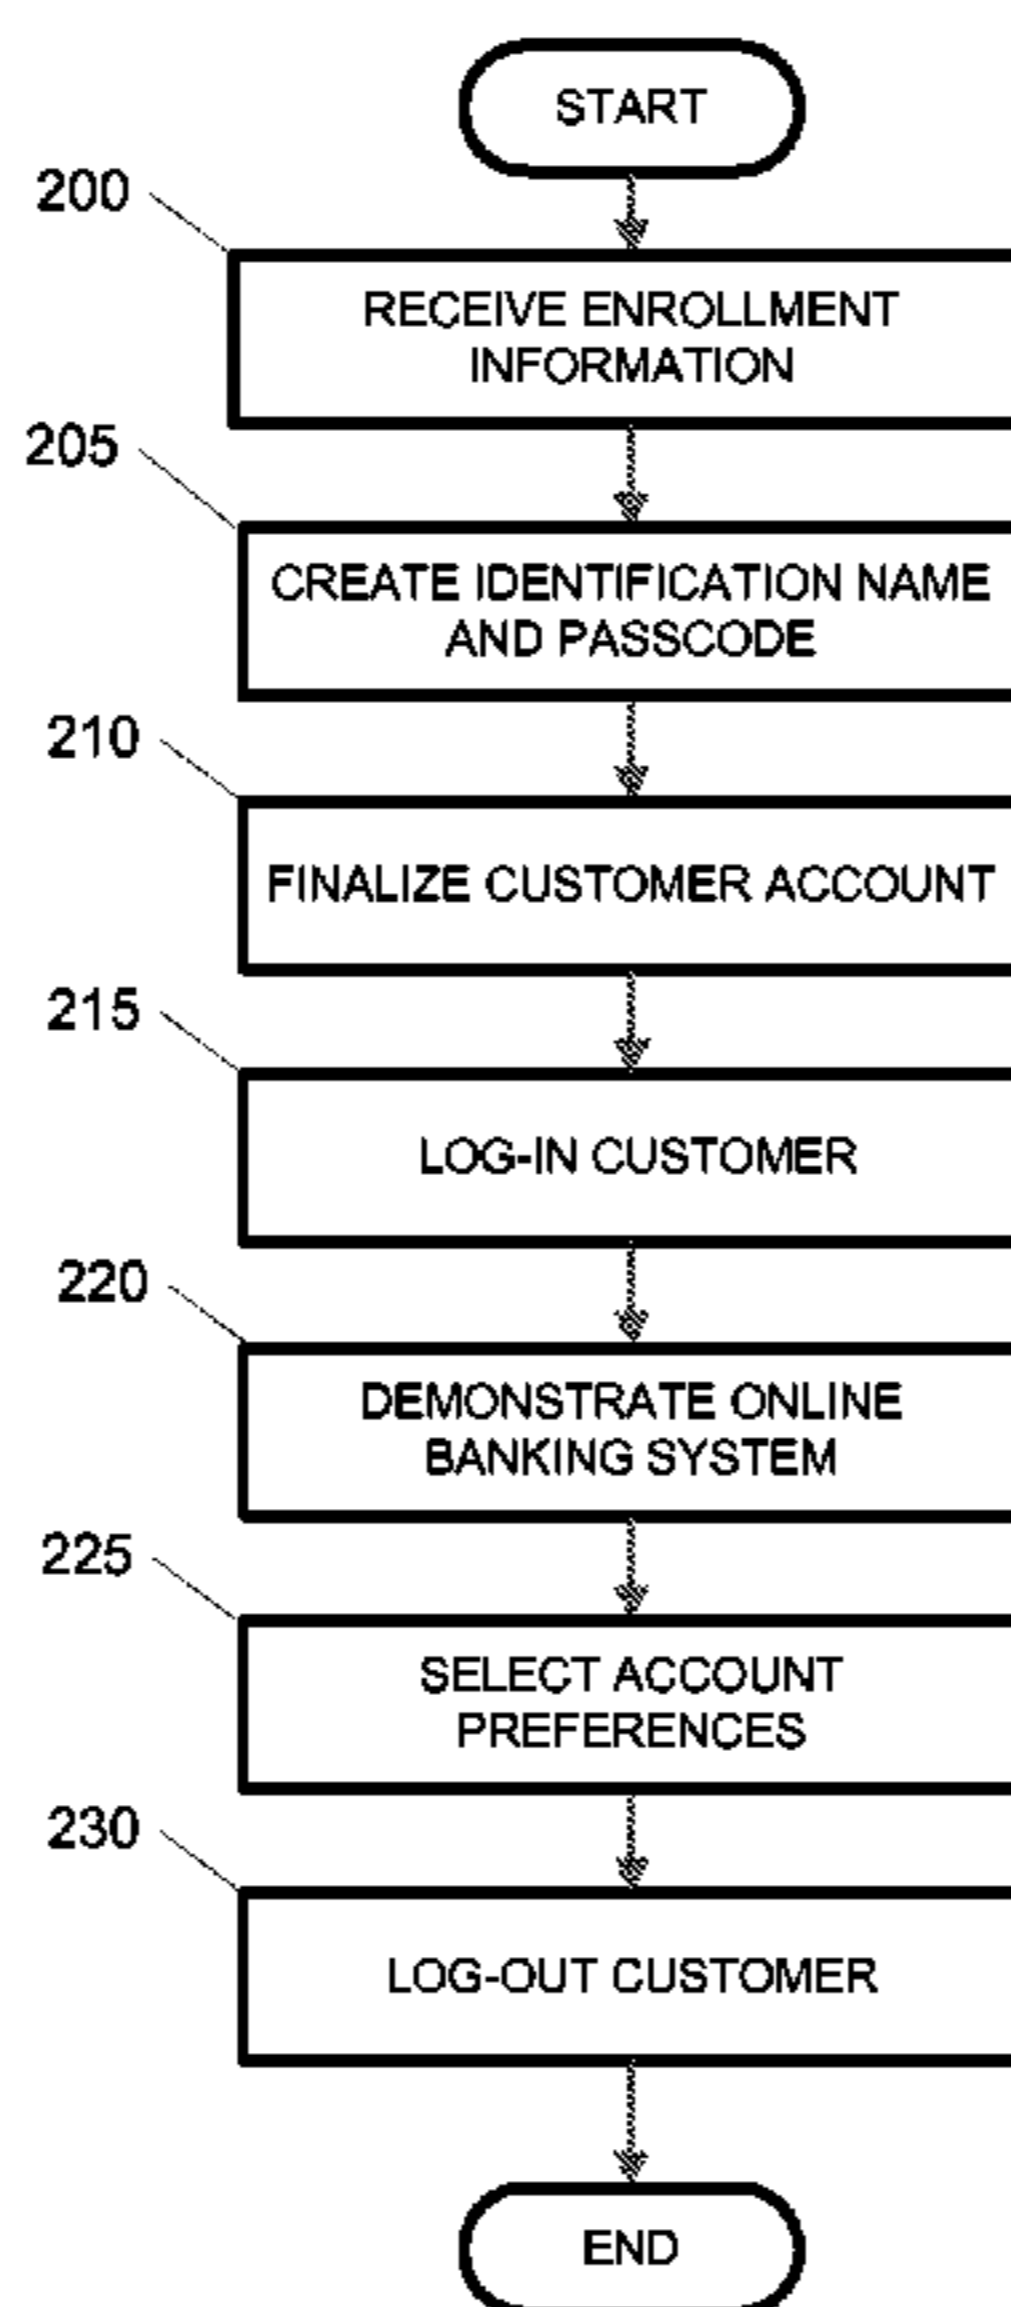 START
200
RECEIVE ENROLLMENT
INFORMATION
205
CREATE IDENTIFICATION NAME
AND PASSCODE
210
FINALIZE CUSTOMER ACCOUNT
215
LOG-IN CUSTOMER
220
DEMONSTRATE ONLINE
BANKING SYSTEM
225
SELECT ACCOUNT
PREFERENCES
230
LOG-OUT CUSTOMER
END